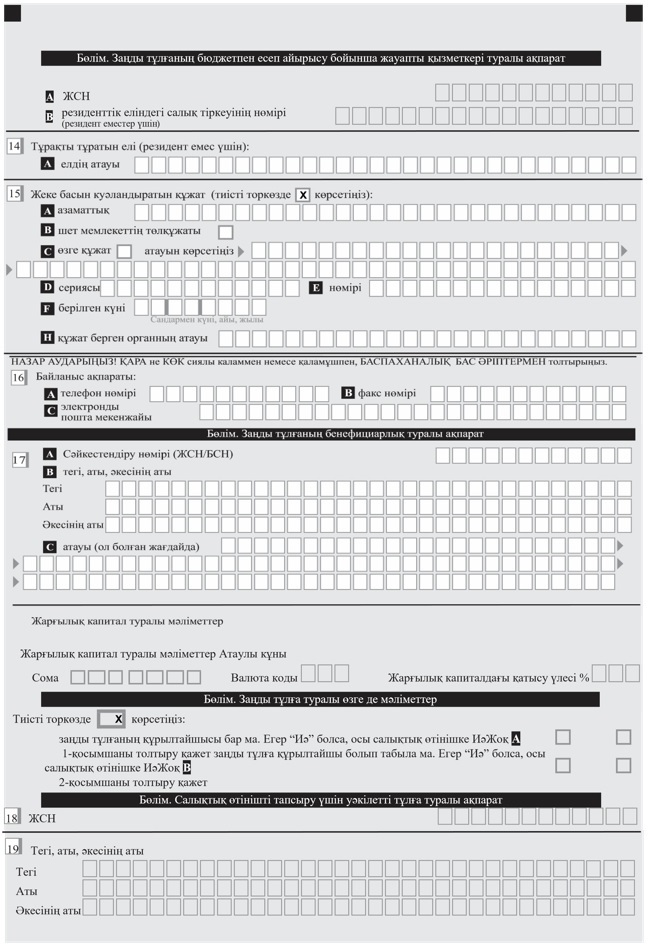 Бөлім. Заңды тұлғаның бюджетпен есеп айырысу бойынша жауапты қызметкері туралы ақпарат
A ЖСН
B резиденттік еліндегі салық тіркеуінің нөмірі
(резидент еместер үшін)
14 Тұрақты тұратын елі (резидент емес үшін):
A елдің атауы
15 Жеке басын куәландыратын құжат (тиісті торкөзде X көрсетіңіз):
A азаматтық
B шет мемлекеттің төлқұжаты
C өзге құжат атауын көрсетіңіз
D сериясы E нөмірі
F берілген күні
Сандармен күні, айы, жылы
H құжат берген органның атауы
НАЗАР АУДАРЫҢЫЗ! ҚАРА не КӨК сиялы каламмен немесе қаламұшпен, БАСПАХАНАЛЫҚ БАС ӘРІПТЕРМЕН толтырыңыз.
16 Байланыс ақпараты:
A телефон нөмірі B факс нөмірі
C электронды
пошта мекенжайы
Бөлім. Заңды тұлғаның бенефициарлық туралы ақпарат
17 A Сәйкестендіру нөмірі (ЖСН/БСН)
B тегі, аты, әкесінің аты
Тегі
Аты
Әкесінің аты
C атауы (ол болған жағдайда)
Жарғылық капитал туралы мәліметтер
Жарғылық капитал туралы мәліметтер Атаулы құны
Сома Валюта коды Жарғылық капиталдағы қатысу үлесі %
Бөлім. Заңды тұлға туралы өзге де мәліметтер
Тиісті торкөзде X көрсетіңіз:
заңды тұлғаның құрылтайшысы бар ма. Егер “Иә” болса, осы салықтық өтінішке ИәЖоқ A
1-қосымшаны толтыру қажет заңды тұлға құрылтайшы болып табыла ма. Егер “Иә” болса, осы
салықтық өтінішке ИәЖоқ B
2-қосымшаны толтыру қажет
Бөлім. Салықтық өтінішті тапсыру үшін уәкілетті тұлға туралы ақпарат
18 ЖСН
19 Тегі, аты, әкесінің аты
Тегі
Аты
Әкесінің аты